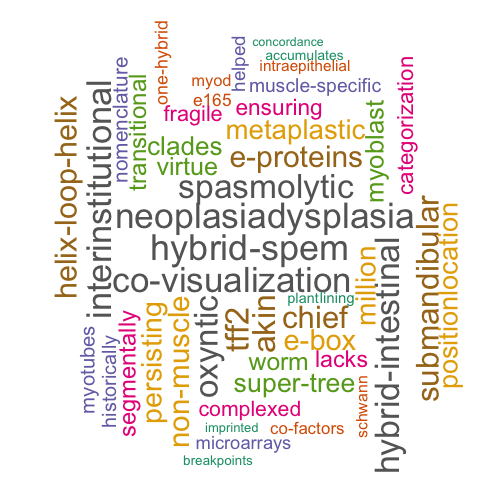 concordance
accumulates
one-hybrid
helped
intraepithelial
nomenclature
myod
muscle-specific
transitional
e165
fragile
ensuring
categorization
helix-loop-helix
interinstitutional
metaplastic
clades
virtue
e-proteins
myoblast
spasmolytic
neoplasiadysplasia
submandibular
positionlocation
hybrid-spem
hybrid-intestinal
co-visualization
oxyntic
plantlining
million
tff2
akin
chief
persisting
non-muscle
e-box
segmentally
historically
myotubes
worm
lacks
super-tree
complexed
schwann
imprinted
co-factors
microarrays
breakpoints